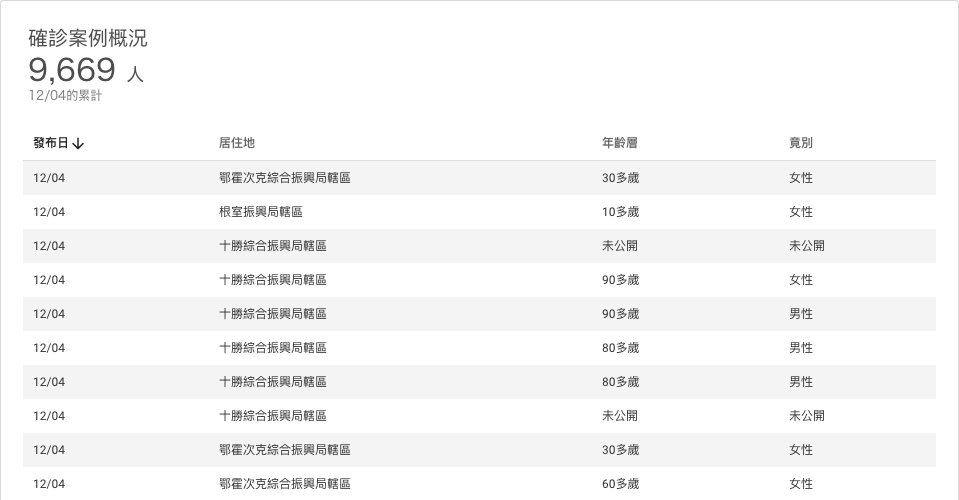 確診案例概況
9,669 人
12/04的累計
發布日↓ 居住地 年齡層 竟別
12/04 鄂霍次克綜合振興局轄區 30多歲 女性
12/04 根室振興局轄區 10多歲 女性
12/04 十勝綜合振興局轄區 未公開 未公開
12/04 十勝綜合振興局轄區 90多歲 女性
12/04 十勝綜合振興局轄區 90多歲 男性
12/04 十勝綜合振興局轄區 80多歲 男性
12/04 十勝綜合振興局轄區 80多歲 男性
12/04 十勝綜合振興局轄區 未公開 未公開
12/04 鄂霍次克綜合振興局轄區 30多歲 女性
12/04 鄂霍次克綜合振興局轄區 60多歲 女性